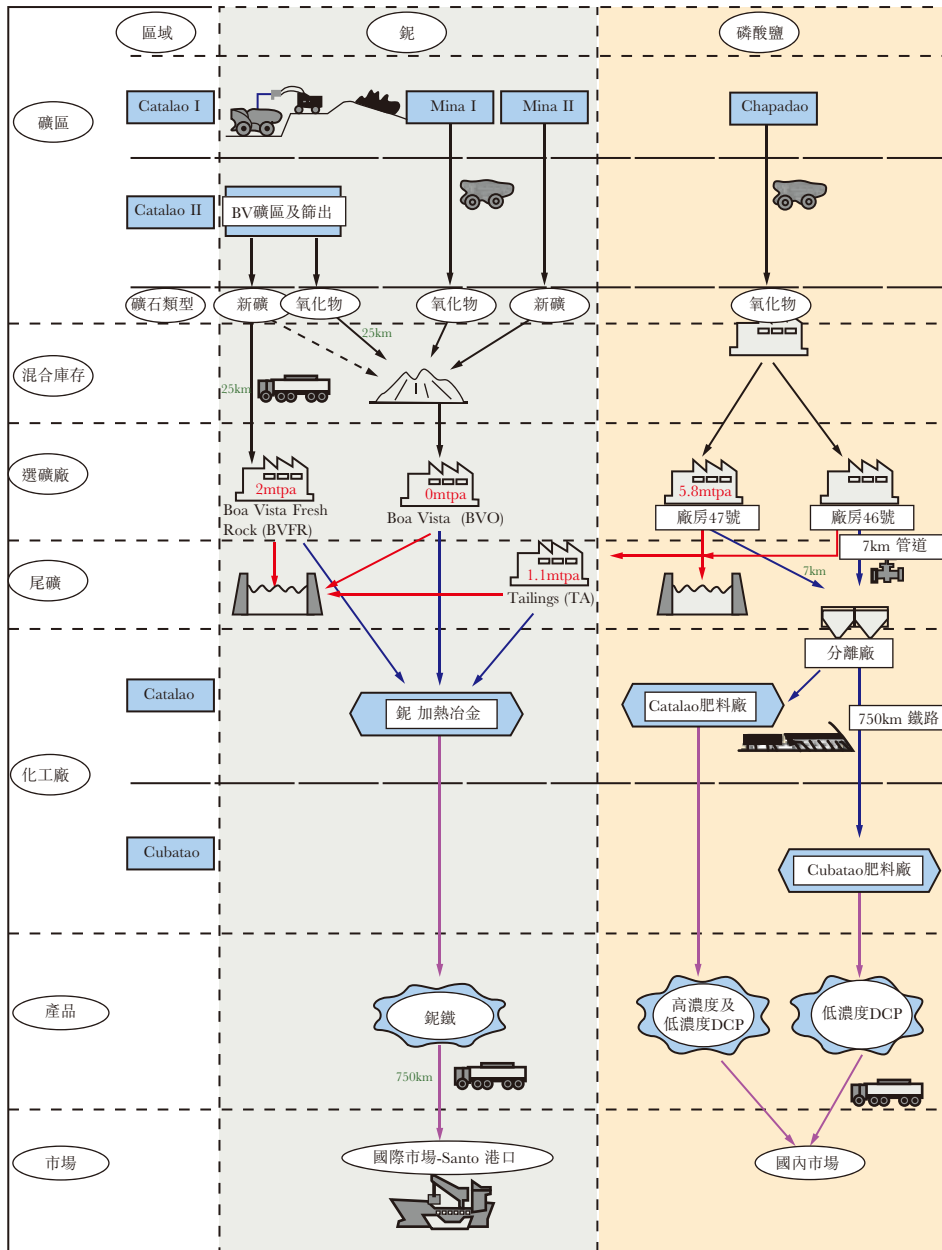 區域
鈮
磷酸鹽
礦區
Catalao I
Mina I
Mina II
Chapadao
Catalao II
BV礦區及篩出
礦石類型
新礦
氧化物
氧化物
新礦
氧化物
25km
混合庫存
25km
選礦廠
2mtpa
Boa Vista Fresh
Rock (BVFR)
0mtpa
Boa Vista (BVO)
5.8mtpa
廠房47號
廠房46號
7km 管道
尾礦
1.1mtpa
Tailings (TA)
7km
分離廠
Catalao
鈮 加熱冶金
Catalao肥料廠
750km 鐵路
化工廠
Cubatao
Cubatao肥料廠
產品
鈮鐵
高濃度及
低濃度DCP
低濃度DCP
750km
市場
國際市場-Santo 港口
國內市場